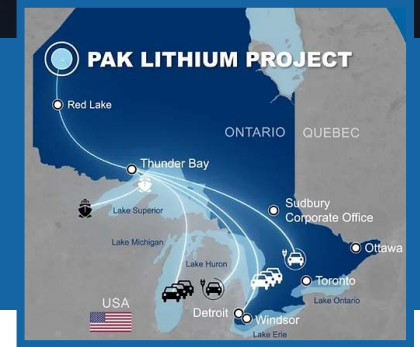 PAK LITHIUM PROJECT
Red Lake
ONTARIO
QUEBEC
Thunder Bay
Lake Superior
Sudbury
Corporate Office
Lake Michigan
Lake Huron
Ottawa
Toronto
Lake Ontario
USA
Detroit
Windsor
Lake Erie